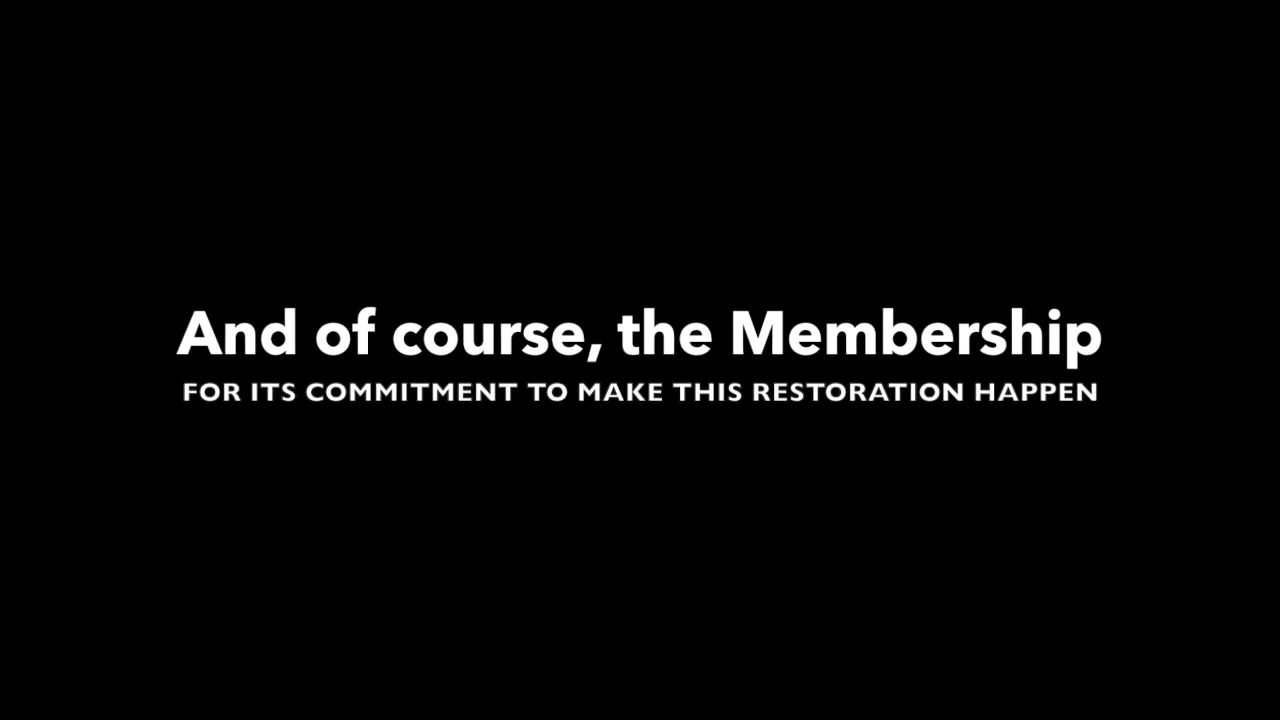 And of course, the Membership
FOR ITS COMMITMENT TO MAKE THIS RESTORATION HAPPEN